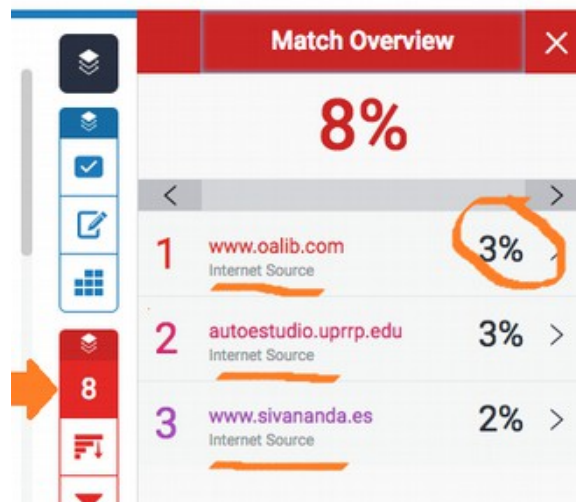 Match Overview
8%
1 www.oalib.com 3%
Internet Source
2 autoestudio.uprrp.edu 3%
Internet Source
8
3 www.sivananda.es 2%
Internet Source